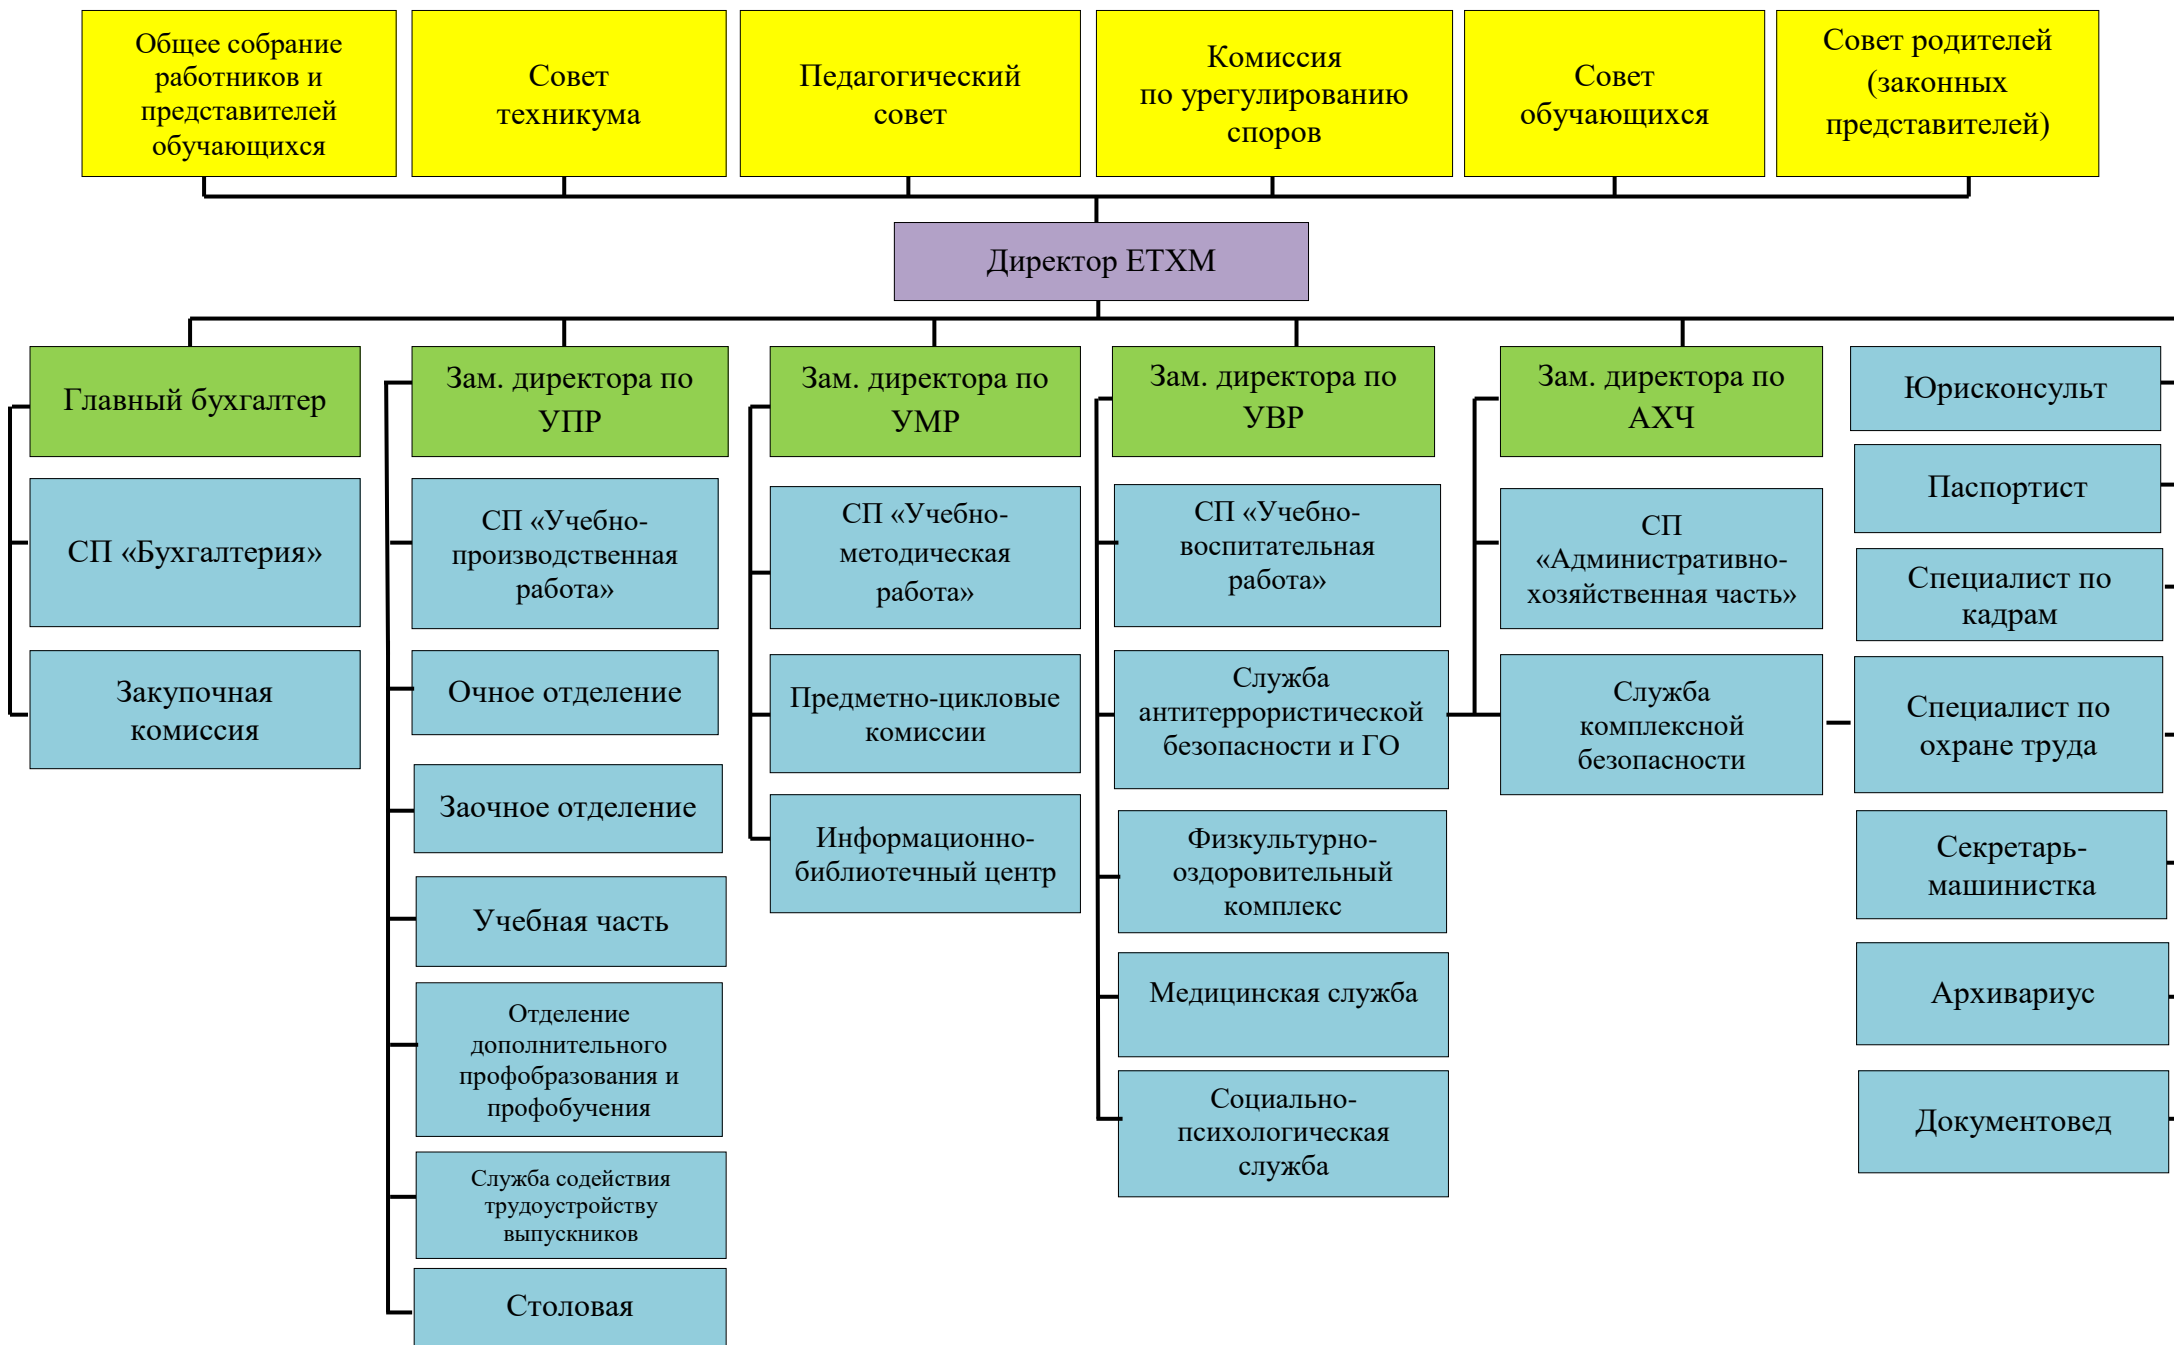 Общее собрание
работников и
представителей
обучающихся
Совет
техникума
Педагогический
совет
Комиссия
по урегулированию
споров
Совет
обучающихся
Совет родителей
(законных
представителей)
Директор ЕТХМ
Главный бухгалтер
СП «Бухгалтерия»
Закупочная
комиссия
Зам. директора по
УПР
СП «Учебно-
производственная
работа»
Очное отделение
Заочное отделение
Учебная часть
Отделение
дополнительного
профобразования и
профобучения
Служба содействия
трудоустройству
выпускников
Столовая
Зам. директора по
УМР
СП «Учебно-
методическая
работа»
Предметно-цикловые
комиссии
Информационно-
библиотечный центр
Зам. директора по
УВР
СП «Учебно-
воспитательная
работа»
Служба
антитеррористической
безопасности и ГО
Физкультурно-
оздоровительный
комплекс
Медицинская служба
Социально-
психологическая
служба
Зам. директора по
АХЧ
СП
«Административно-
хозяйственная часть»
Служба
комплексной
безопасности
Юрисконсульт
Паспортист
Специалист по
кадрам
Специалист по
охране труда
Секретарь-
машинистка
Архивариус
Документовед